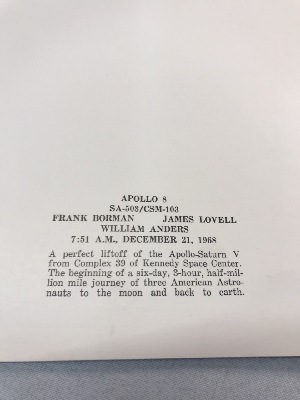 APOLLO 8
SA-503/CSM-103
FRANK BORMAN JAMES LOVELL
WILLIAM ANDERS
7:51 A.M., DECEMBER 21, 1968
A perfect liftoff of the Apollo-Saturn V
from Complex 39 of Kennedy Space Center.
The beginning of a six-day, 3-hour, half-mil-
lion mile journey of three American Astro-
nauts to the moon and back to earth.